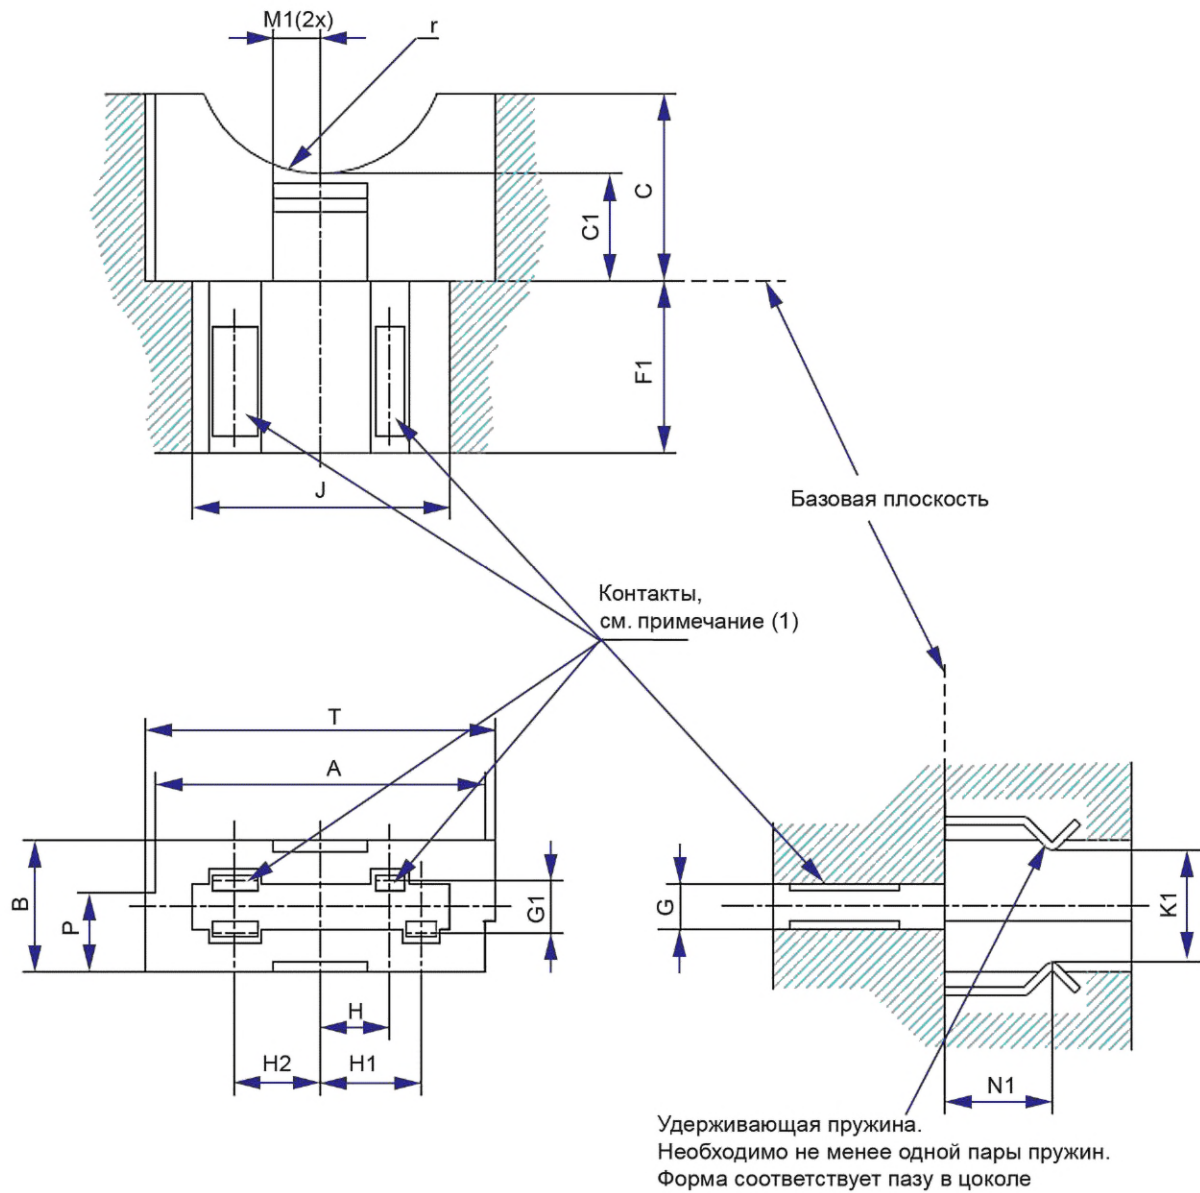 M1(2x)
r
C
C1
F1
J
Базовая плоскость
Контакты,
см. примечание (1)
T
A
B
P
G1
G
K1
H
H2
H1
N1
Удерживающая пружина.
Необходимо не менее одной пары пружин.
Форма соответствует пазу в цоколе